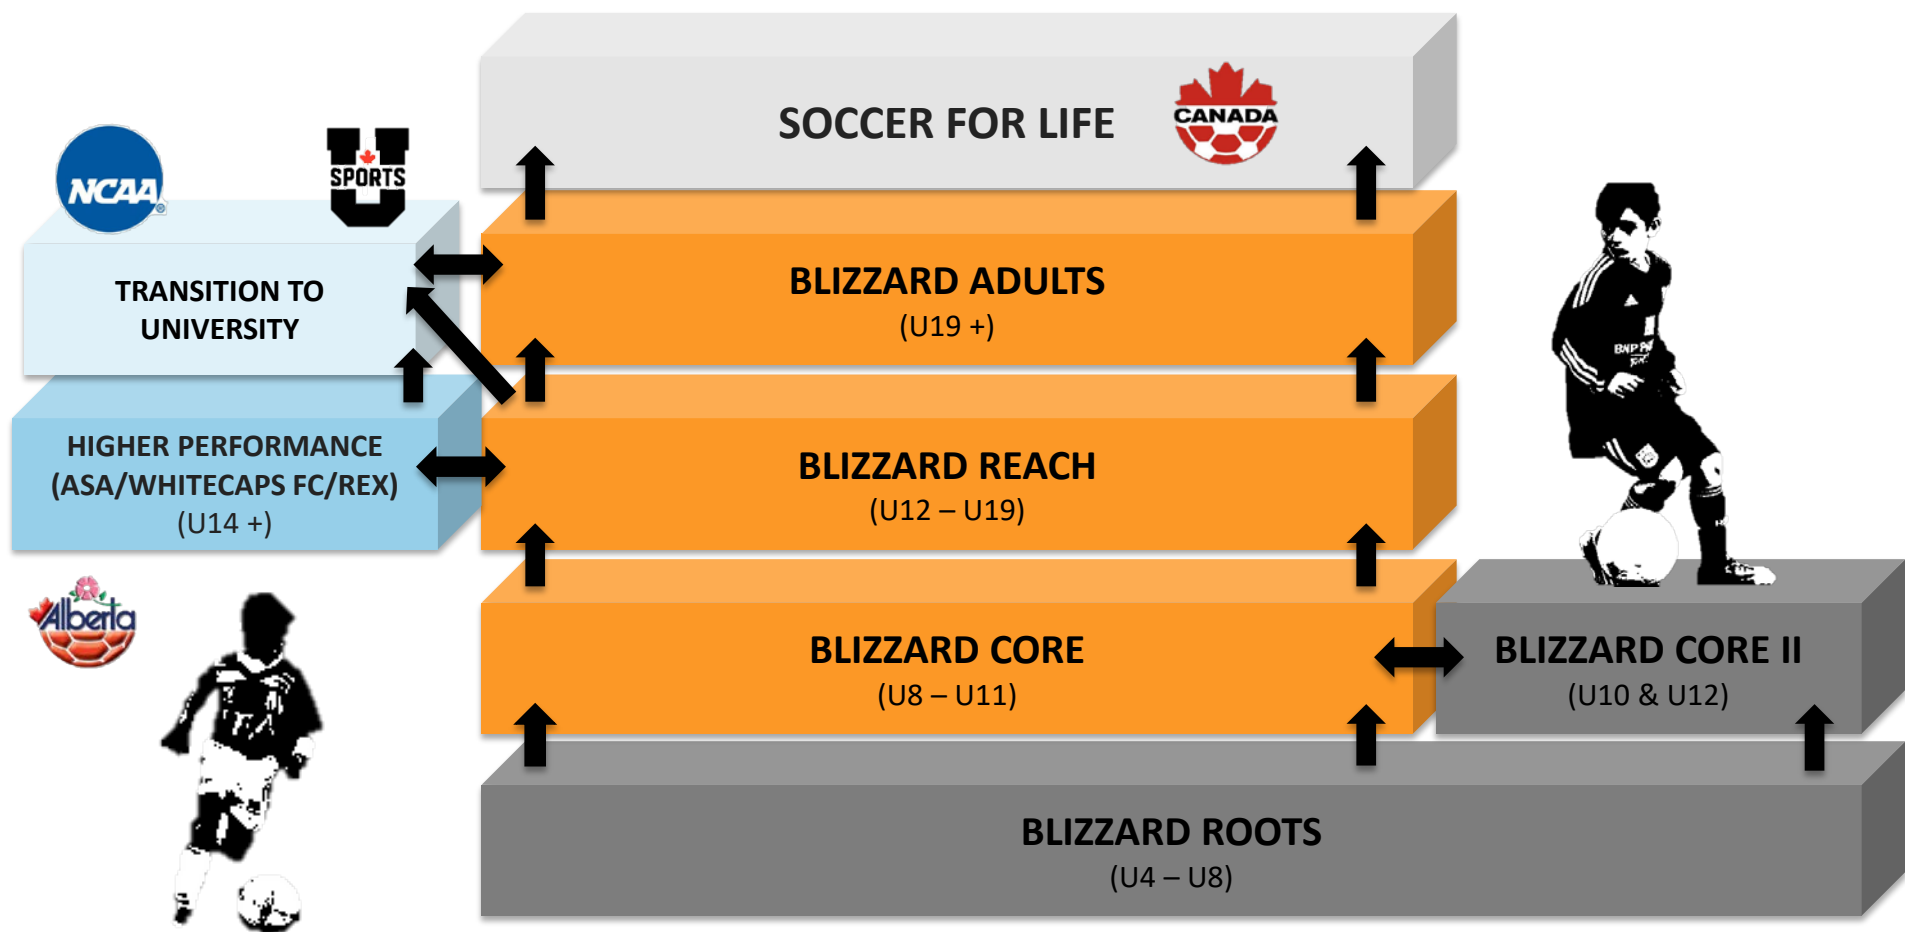 SOCCER FOR LIFE
CANADA
NCAA
U
SPORTS
TRANSITION TO
UNIVERSITY
BLIZZARD ADULTS
(U19 +)
HIGHER PERFORMANCE
(ASA/WHITECAPS FC/REX)
(U14 +)
BLIZZARD REACH
(U12 – U19)
Alberta
BLIZZARD CORE
(U8 – U11)
BLIZZARD CORE II
(U10 & U12)
BLIZZARD ROOTS
(U4 – U8)